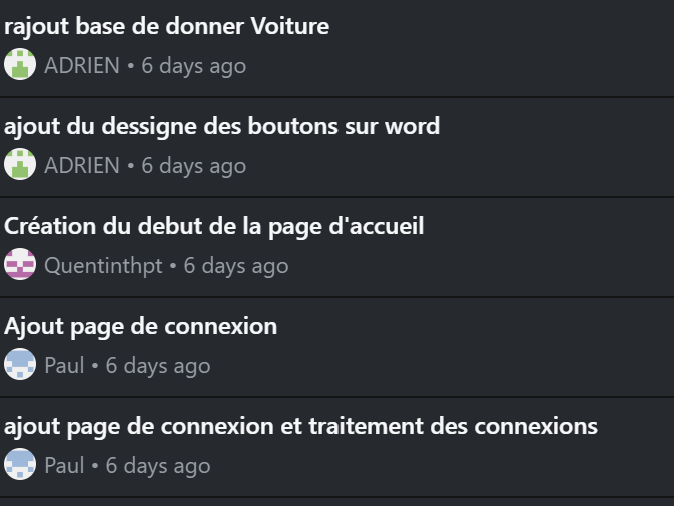 rajout base de donner Voiture
ADRIEN • 6 days ago
ajout du dessigne des boutons sur word
ADRIEN • 6 days ago
Création du debut de la page d'accueil
Quentinthpt • 6 days ago
Ajout page de connexion
Paul • 6 days ago
ajout page de connexion et traitement des connexions
Paul • 6 days ago